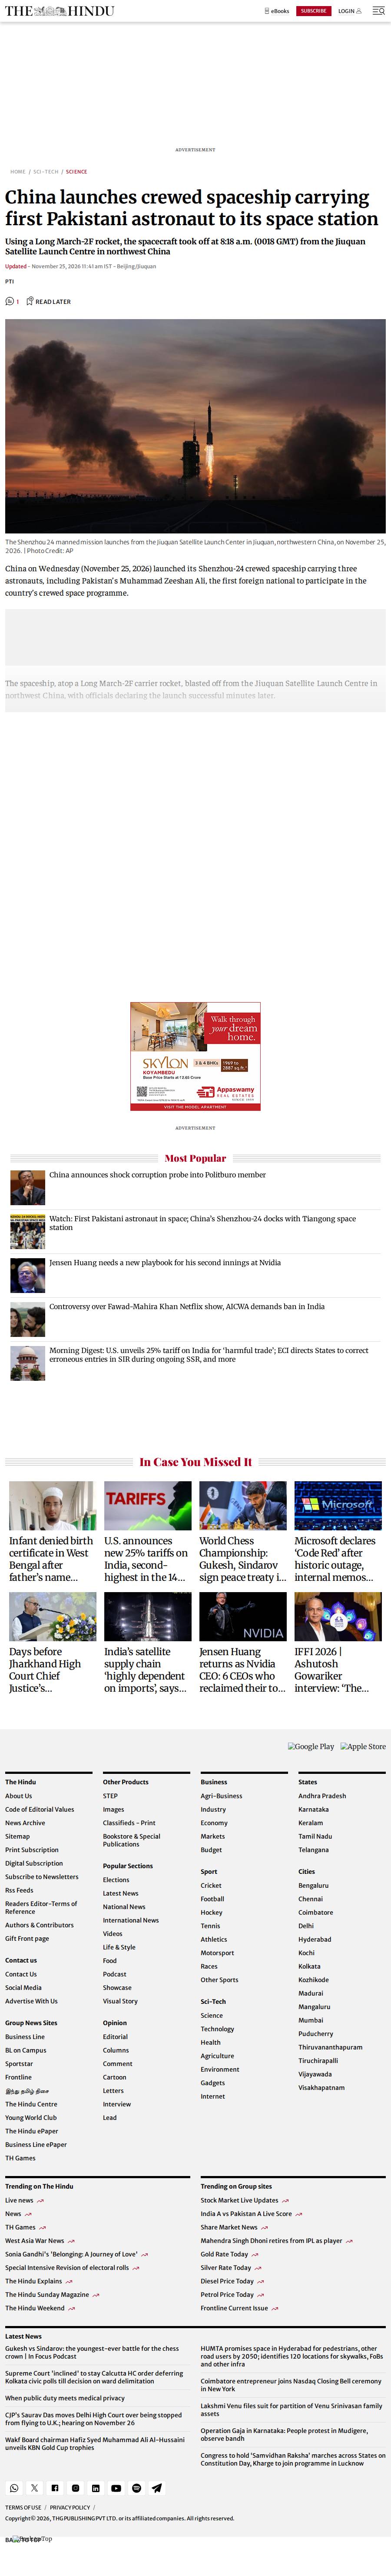 THE HINDU
eBooks
SUBSCRIBE
LOGIN
ADVERTISEMENT
HOME / SCI-TECH / SCIENCE
China launches crewed spaceship carrying
first Pakistani astronaut to its space station
Using a Long March-2F rocket, the spacecraft took off at 8:18 a.m. (0018 GMT) from the Jiuquan
Satellite Launch Centre in northwest China
Updated - November 25, 2026 11:41 am IST - Beijing/Jiuquan
PTI
1
READ LATER
The Shenzhou 24 manned mission launches from the Jiuquan Satellite Launch Center in Jiuquan, northwestern China, on November 25,
2026. | Photo Credit: AP
China on Wednesday (November 25, 2026) launched its Shenzhou-24 crewed spaceship carrying three
astronauts, including Pakistan's Muhammad Zeeshan Ali, the first foreign national to participate in the
country's crewed space programme.
The spaceship, atop a Long March-2F carrier rocket, blasted off from the Jiuquan Satellite Launch Centre in
northwest China, with officials declaring the launch successful minutes later.
Walk through
your dream
home.
SKYLON
KOYAMBEDU
3 & 4 BHKs
1969 to
2887 sq.ft.*
Appaswamy
REAL ESTATES
VISIT THE MODEL APARTMENT
ADVERTISEMENT
Most Popular
China announces shock corruption probe into Politburo member
Watch: First Pakistani astronaut in space; China's Shenzhou-24 docks with Tiangong space
station
Jensen Huang needs a new playbook for his second innings at Nvidia
Controversy over Fawad-Mahira Khan Netflix show, AICWA demands ban in India
Morning Digest: U.S. unveils 25% tariff on India for 'harmful trade'; ECI directs States to correct
erroneous entries in SIR during ongoing SSR, and more
In Case You Missed It
TARIFFS
Microsoft
Infant denied birth
certificate in West
Bengal after
father's name...
U.S. announces
new 25% tariffs on
India, second-
highest in the 14...
World Chess
Championship:
Gukesh, Sindarov
sign peace treaty i...
Microsoft declares
'Code Red' after
historic outage,
internal memos...
NVIDIA
Days before
Jharkhand High
Court Chief
Justice's...
India's satellite
supply chain
'highly dependent
on imports', says...
Jensen Huang
returns as Nvidia
CEO: 6 CEOs who
reclaimed their to...
IFFI 2026 |
Ashutosh
Gowariker
interview: 'The...
Google Play
Apple Store
The Hindu
About Us
Code of Editorial Values
News Archive
Sitemap
Print Subscription
Digital Subscription
Subscribe to Newsletters
Rss Feeds
Readers Editor-Terms of
Reference
Authors & Contributors
Gift Front page
Contact us
Contact Us
Social Media
Advertise With Us
Group News Sites
Business Line
BL on Campus
Sportstar
Frontline
இந்து தமிழ் திசை
The Hindu Centre
Young World Club
The Hindu ePaper
Business Line ePaper
TH Games
Other Products
STEP
Images
Classifieds - Print
Bookstore & Special
Publications
Popular Sections
Elections
Latest News
National News
International News
Videos
Life & Style
Food
Podcast
Showcase
Visual Story
Opinion
Editorial
Columns
Comment
Cartoon
Letters
Interview
Lead
Business
Agri-Business
Industry
Economy
Markets
Budget
Sport
Cricket
Football
Hockey
Tennis
Athletics
Motorsport
Races
Other Sports
Sci-Tech
Science
Technology
Health
Agriculture
Environment
Gadgets
Internet
States
Andhra Pradesh
Karnataka
Keralam
Tamil Nadu
Telangana
Cities
Bengaluru
Chennai
Coimbatore
Delhi
Hyderabad
Kochi
Kolkata
Kozhikode
Madurai
Mangaluru
Mumbai
Puducherry
Thiruvananthapuram
Tiruchirapalli
Vijayawada
Visakhapatnam
Trending on The Hindu
Live news
News
TH Games
West Asia War News
Sonia Gandhi's 'Belonging: A Journey of Love'
Special Intensive Revision of electoral rolls
The Hindu Explains
The Hindu Sunday Magazine
The Hindu Weekend
Trending on Group sites
Stock Market Live Updates
India A vs Pakistan A Live Score
Share Market News
Mahendra Singh Dhoni retires from IPL as player
Gold Rate Today
Silver Rate Today
Diesel Price Today
Petrol Price Today
Frontline Current Issue
Latest News
Gukesh vs Sindarov: the youngest-ever battle for the chess
crown | In Focus Podcast
Supreme Court 'inclined' to stay Calcutta HC order deferring
Kolkata civic polls till decision on ward delimitation
When public duty meets medical privacy
CJP's Saurav Das moves Delhi High Court over being stopped
from flying to U.K.; hearing on November 26
Wakf Board chairman Hafiz Syed Muhammad Ali Al-Hussaini
unveils KBN Gold Cup trophies
HUMTA promises space in Hyderabad for pedestrians, other
road users by 2050; identifies 120 locations for skywalks, FoBs
and other infra
Coimbatore entrepreneur joins Nasdaq Closing Bell ceremony
in New York
Lakshmi Venu files suit for partition of Venu Srinivasan family
assets
Operation Gaja in Karnataka: People protest in Mudigere,
observe bandh
Congress to hold 'Samvidhan Raksha' marches across States on
Constitution Day, Kharge to join programme in Lucknow
TERMS OF USE / PRIVACY POLICY /
Copyright© 2026, THG PUBLISHING PVT LTD. or its affiliated companies. All rights reserved.
BACK TO TOP
Back to Top